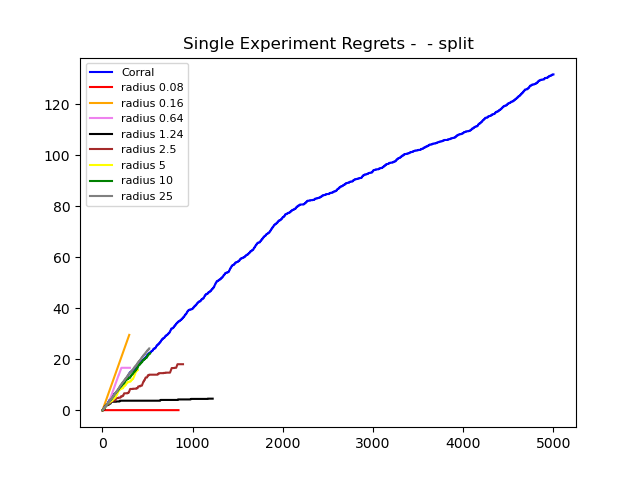 Single Experiment Regrets -  - split
Corral
radius 0.08
radius 0.16
radius 0.64
radius 1.24
radius 2.5
radius 5
radius 10
radius 25
120
100
80
60
40
20
0
0 1000 2000 3000 4000 5000